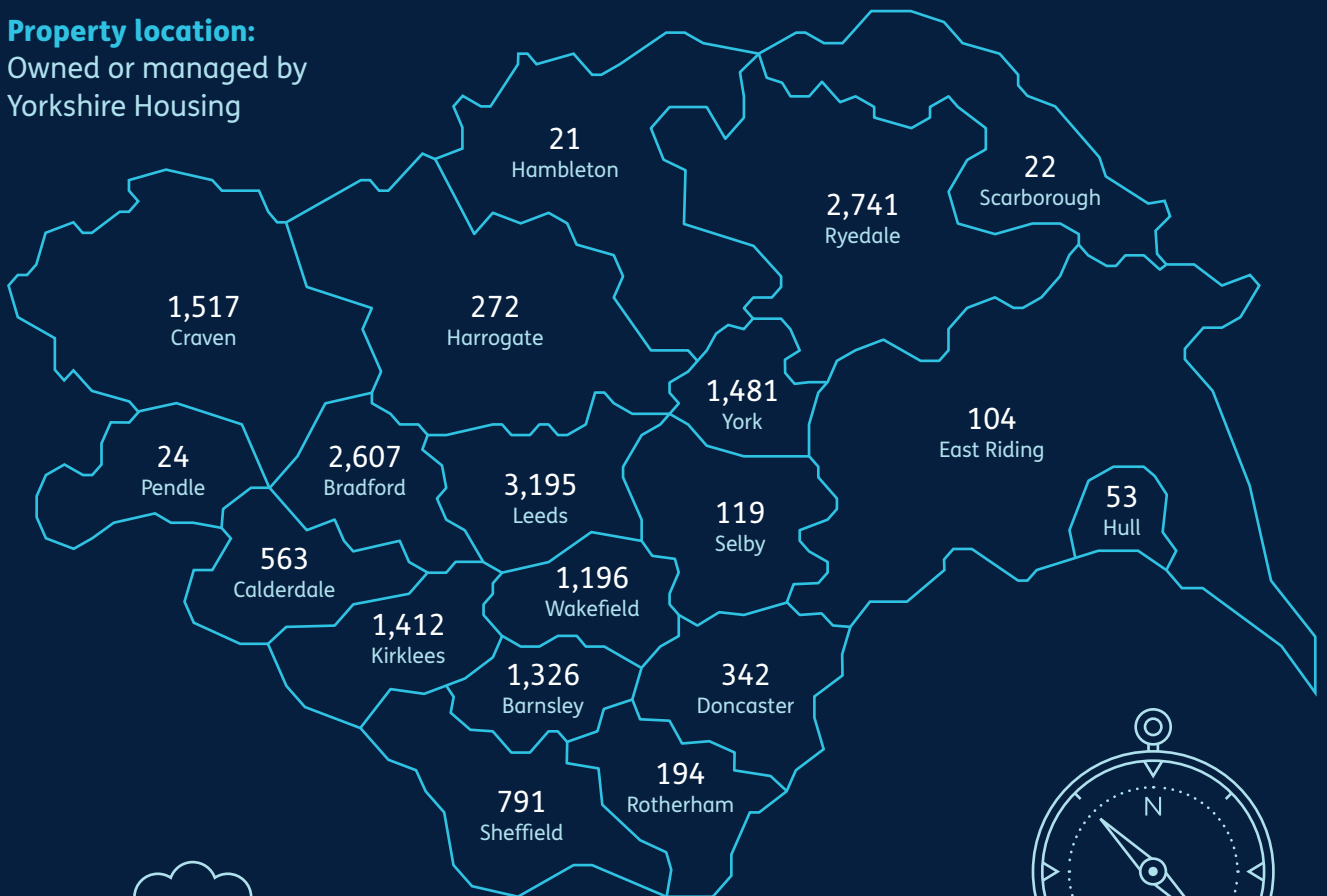 Property location:
Owned or managed by
Yorkshire Housing
21
Hambleton
22
Scarborough
2,741
Ryedale
1,517
Craven
272
Harrogate
1,481
York
104
East Riding
24
Pendle
2,607
Bradford
3,195
Leeds
119
Selby
53
Hull
563
Calderdale
1,196
Wakefield
1,412
Kirklees
1,326
Barnsley
342
Doncaster
194
Rotherham
791
Sheffield
N